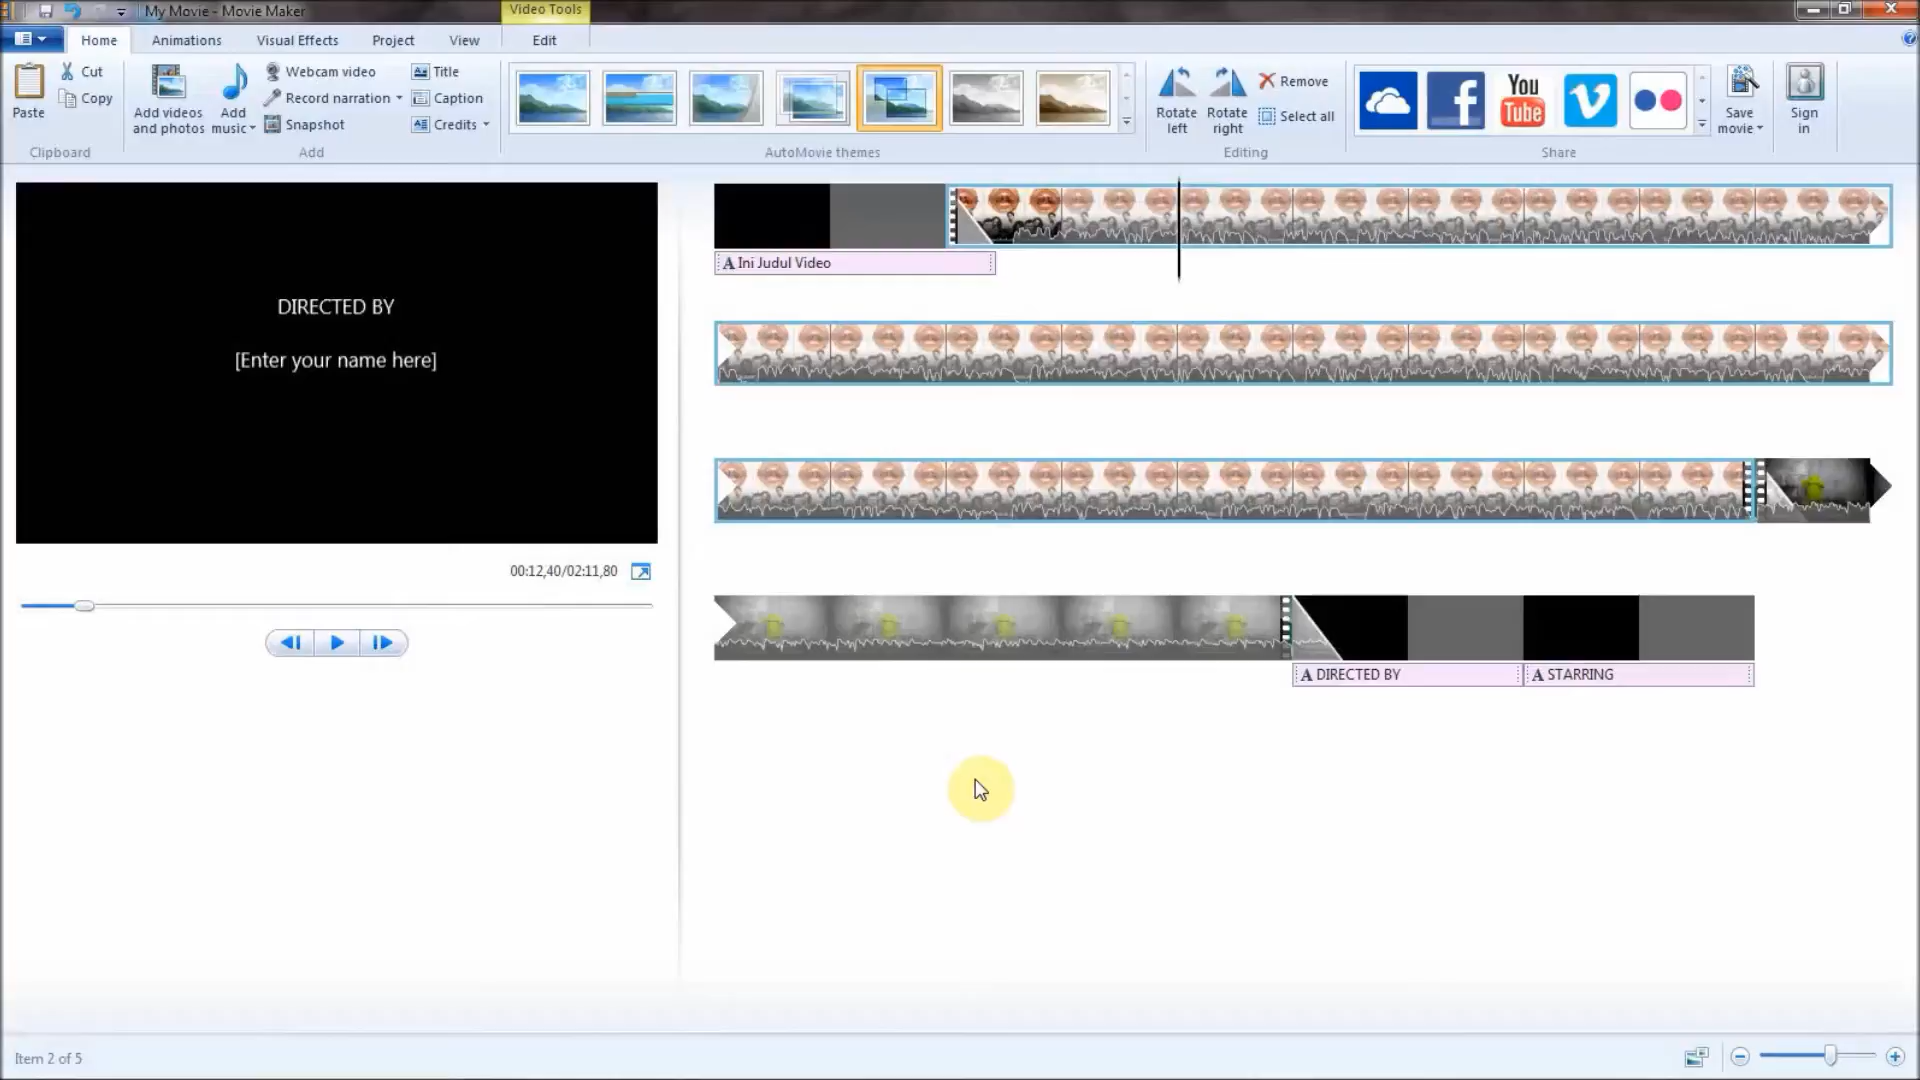 My Movie - Movie Maker
Video Tools
Home
Animations
Visual Effects
Project
View
Edit
Paste
Cut
Copy
Clipboard
Add videos
and photos
Add
music
Webcam video
Record narration
Snapshot
Title
Caption
Credits
Add
AutoMovie themes
Rotate
left
Rotate
right
Remove
Select all
Editing
You
Tube
Share
Save
movie
Sign
in
DIRECTED BY
[Enter your name here]
00:12,40/02:11,80
A Ini Judul Video
A DIRECTED BY
A STARRING
Item 2 of 5